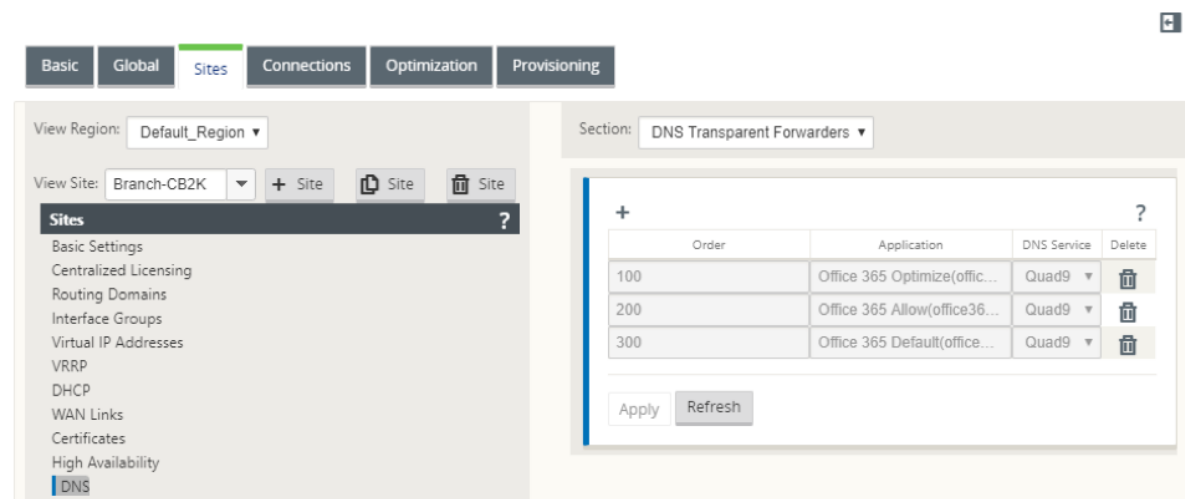 Basic Global Sites Connections Optimization Provisioning
View Region: Default_Region
View Site: Branch-CB2K + Site Site Site
Sites ?
Basic Settings
Centralized Licensing
Routing Domains
Interface Groups
Virtual IP Addresses
VRRP
DHCP
WAN Links
Certificates
High Availability
DNS
Section: DNS Transparent Forwarders
+ ?
Order Application DNS Service Delete
100 Office 365 Optimize(offic... Quad9
200 Office 365 Allow(office36... Quad9
300 Office 365 Default(office... Quad9
Apply Refresh